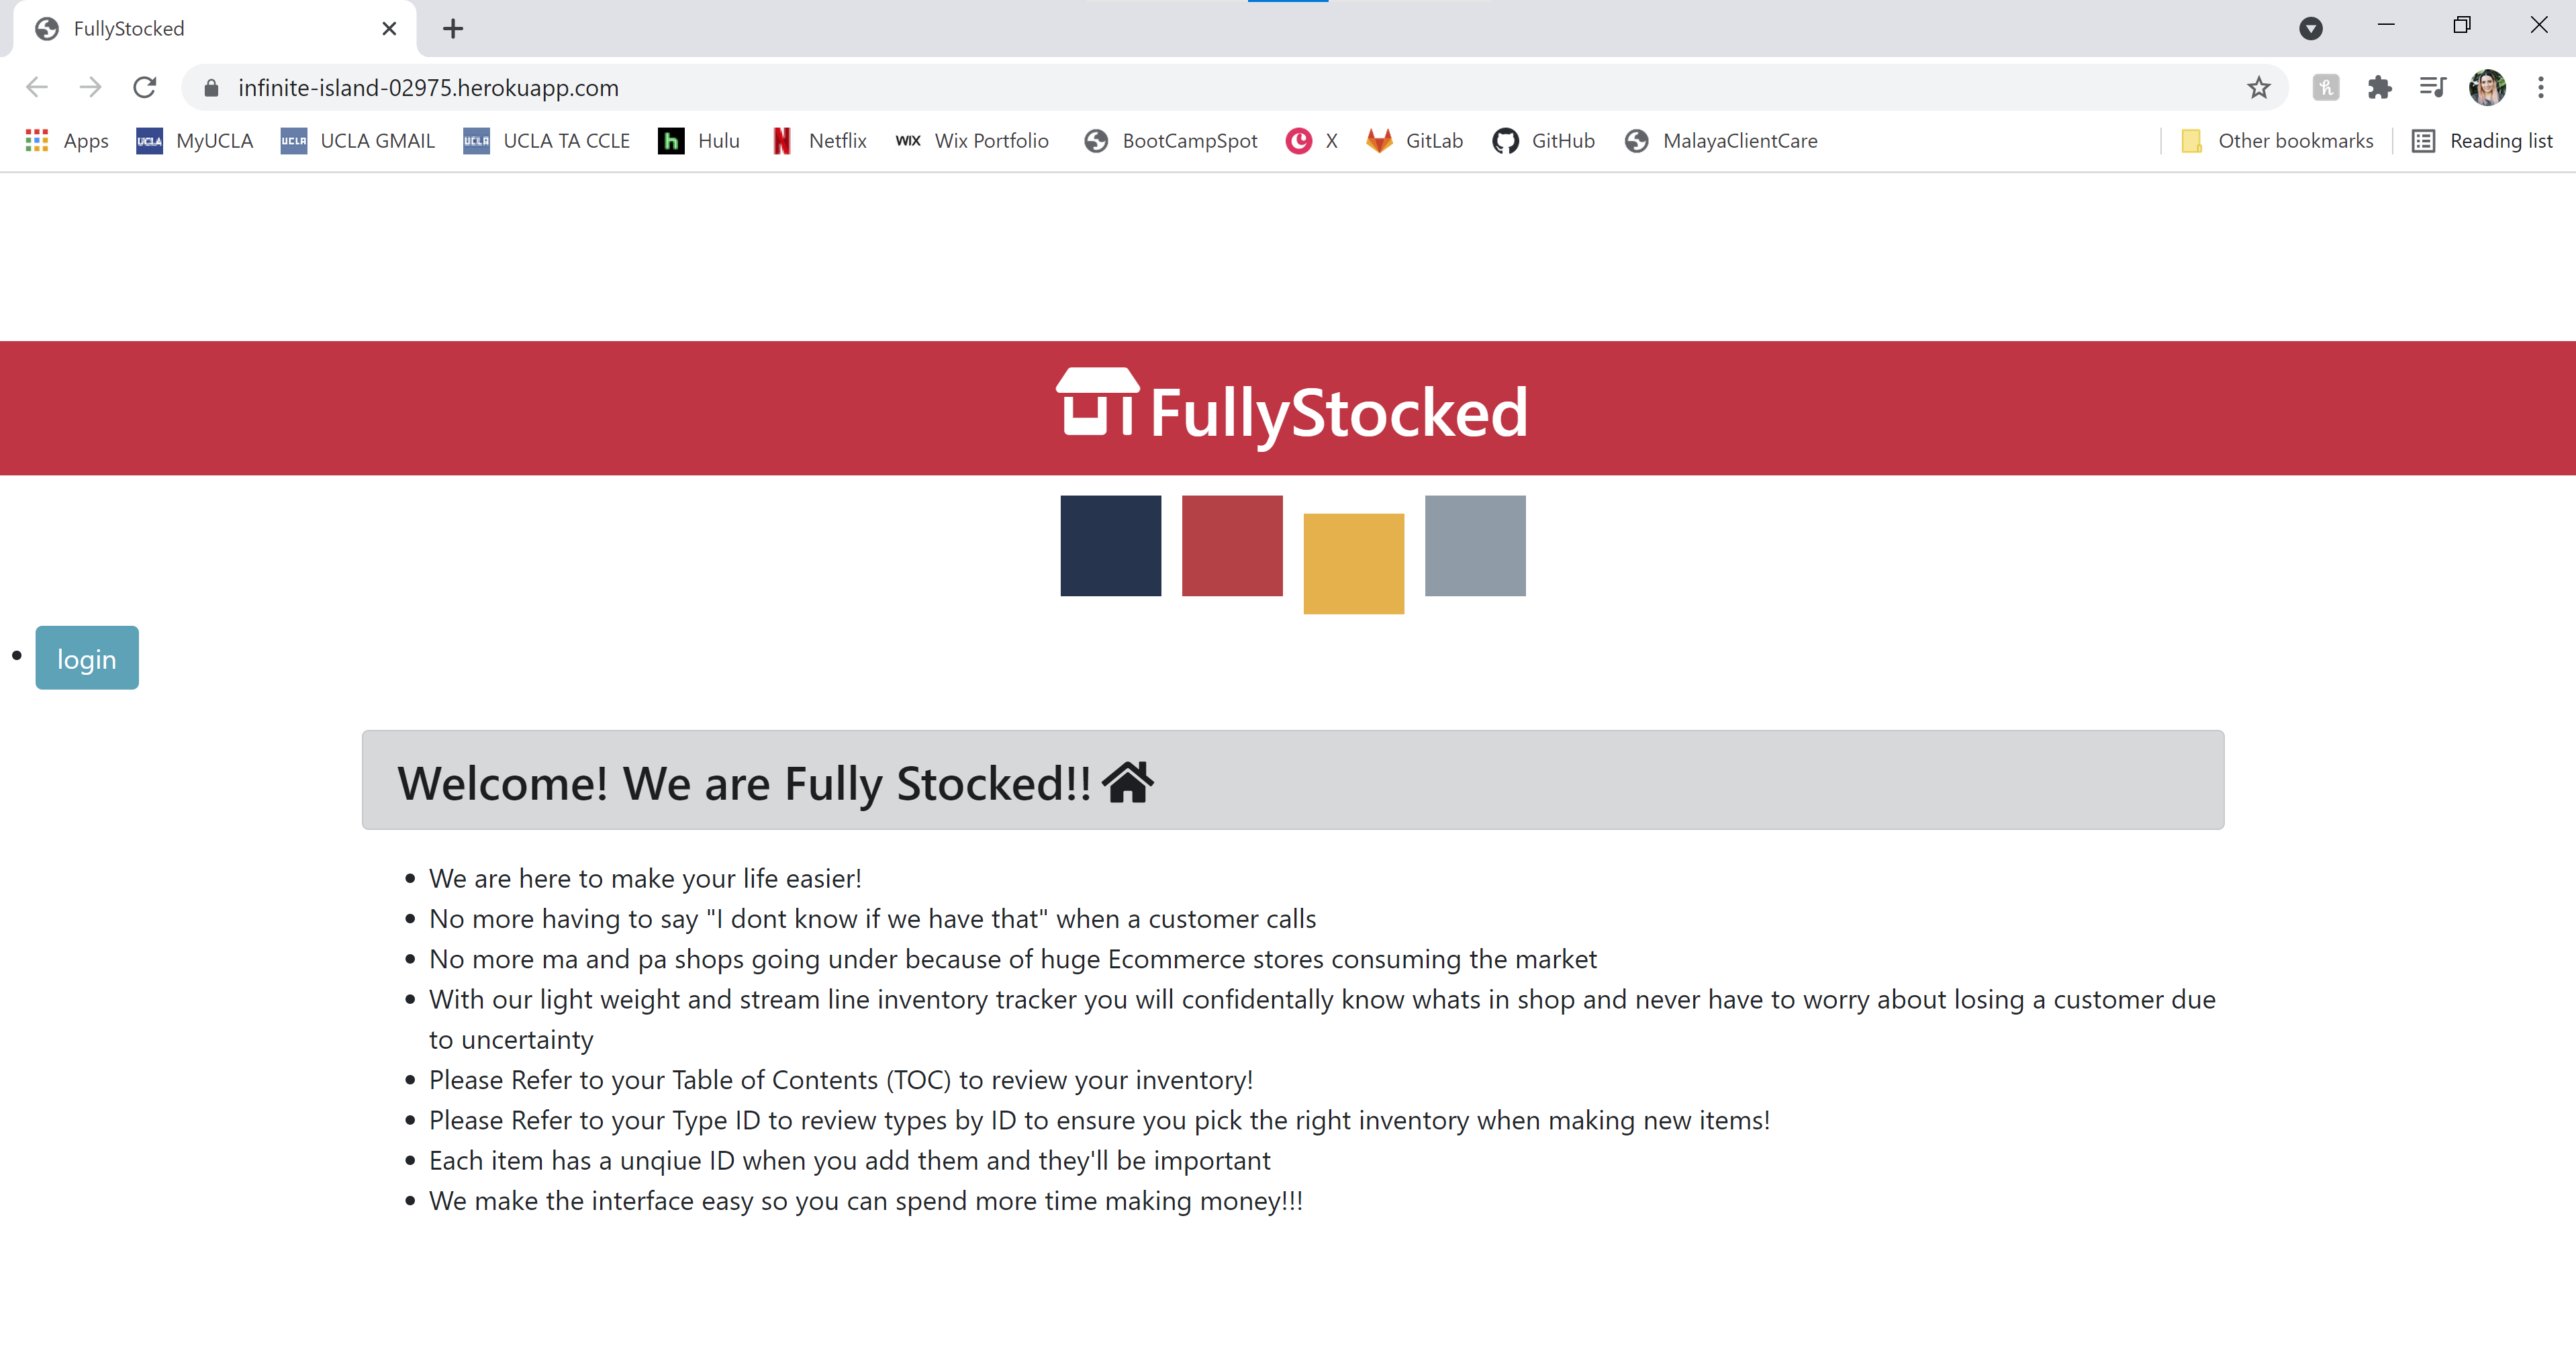 FullyStocked
infinite-island-02975.herokuapp.com
Apps MyUCLA UCLA GMAIL UCLA TA CCLE Hulu Netflix WIX Wix Portfolio BootCampSpot X GitLab GitHub MalayaClientCare Other bookmarks Reading list
FullyStocked
login
Welcome! We are Fully Stocked!!
We are here to make your life easier!
No more having to say "I dont know if we have that" when a customer calls
No more ma and pa shops going under because of huge Ecommerce stores consuming the market
With our light weight and stream line inventory tracker you will confidentally know whats in shop and never have to worry about losing a customer due
to uncertainty
Please Refer to your Table of Contents (TOC) to review your inventory!
Please Refer to your Type ID to review types by ID to ensure you pick the right inventory when making new items!
Each item has a unqiue ID when you add them and they'll be important
We make the interface easy so you can spend more time making money!!!